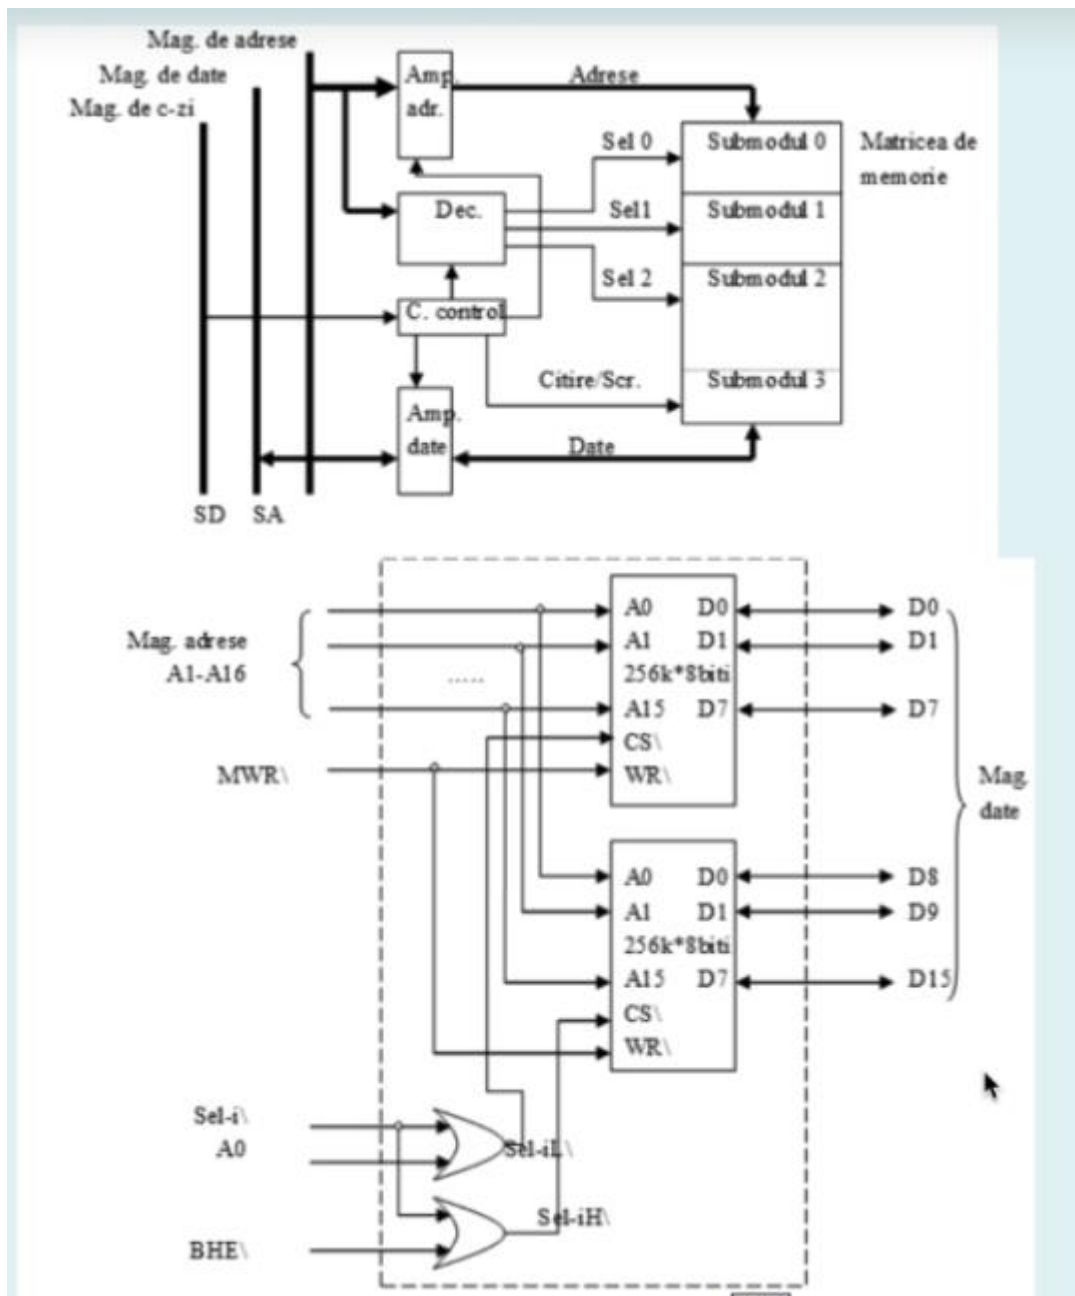 Mag. de adrese
Mag. de date
Mag. de c-zi
Amp. adr.
Adrese
Sel 0
Submodul 0
Matricea de memorie
Dec.
Sel1
Submodul 1
Sel 2
Submodul 2
C. control
Citire/Scr.
Submodul 3
Amp. date
Date
SD SA
Mag. adrese
A1-A16
.....
A0 D0
A1 D1
256k*8biti
A15 D7
CS\
WR\
D0
D1
D7
MWR\
Mag. date
A0 D0
A1 D1
256k*8biti
A15 D7
CS\
WR\
D8
D9
D15
Sel-i\
A0
Sel-iL\
Sel-iH\
BHE\